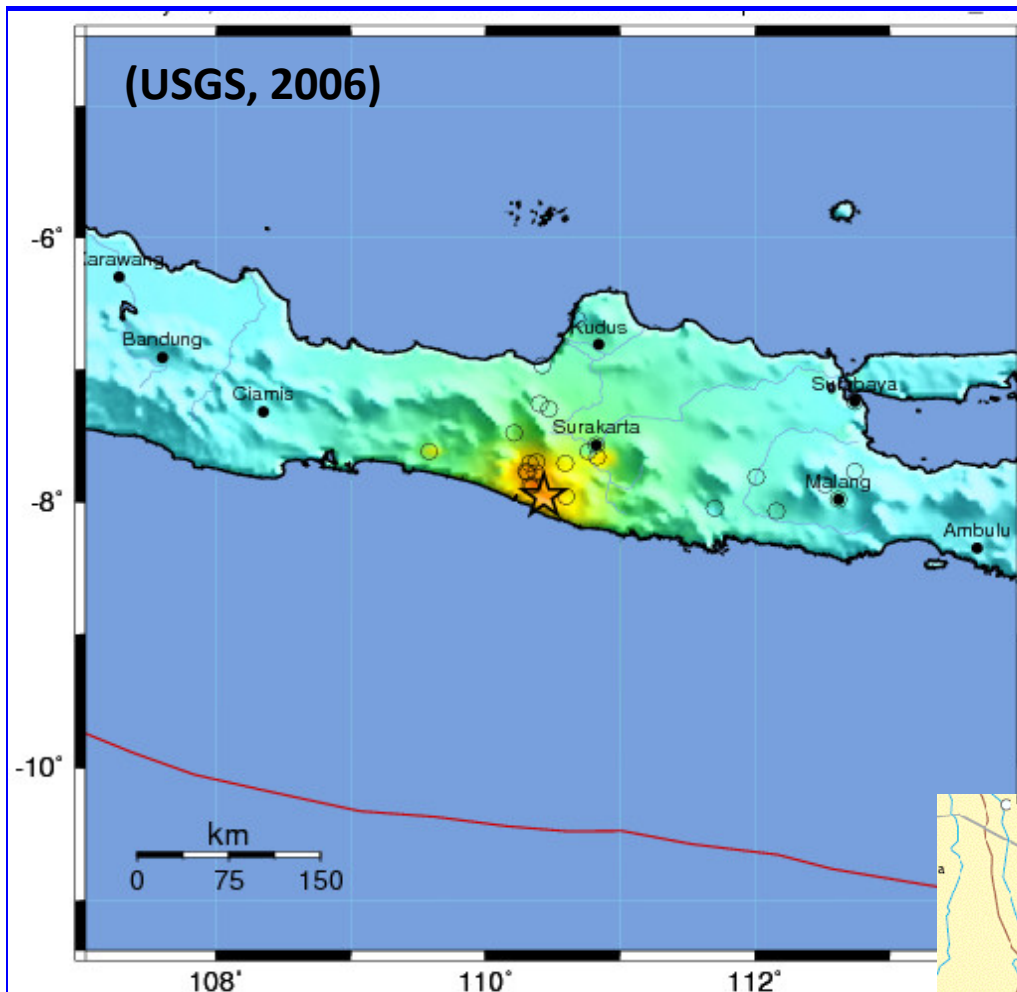 (USGS, 2006)
-6°
Karawang
Kudus
Bandung
Surabaya
Ciamis
Surakarta
-8°
Malang
Ambulu
-10°
km
0 75 150
C
a
108° 110° 112°